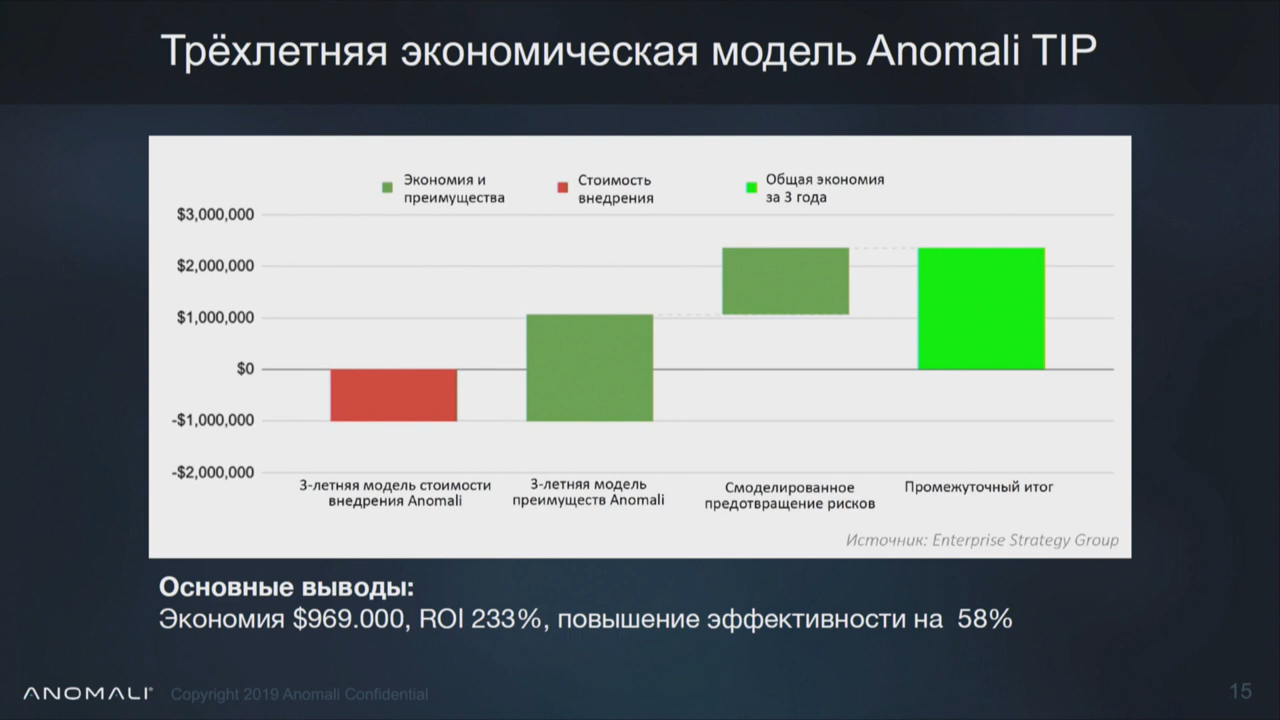 Трёхлетняя экономическая модель Anomali TIP
Экономия и
преимущества
Стоимость
внедрения
Общая экономия
за 3 года
$3,000,000
$2,000,000
$1,000,000
$0
-$1,000,000
-$2,000,000
3-летняя модель стоимости
внедрения Anomali
3-летняя модель
преимуществ Anomali
Смоделированное
предотвращение рисков
Промежуточный итог
Источник: Enterprise Strategy Group
Основные выводы:
Экономия $969.000, ROI 233%, повышение эффективности на 58%
ANOMALI® Copyright 2019 Anomali Confidential
15